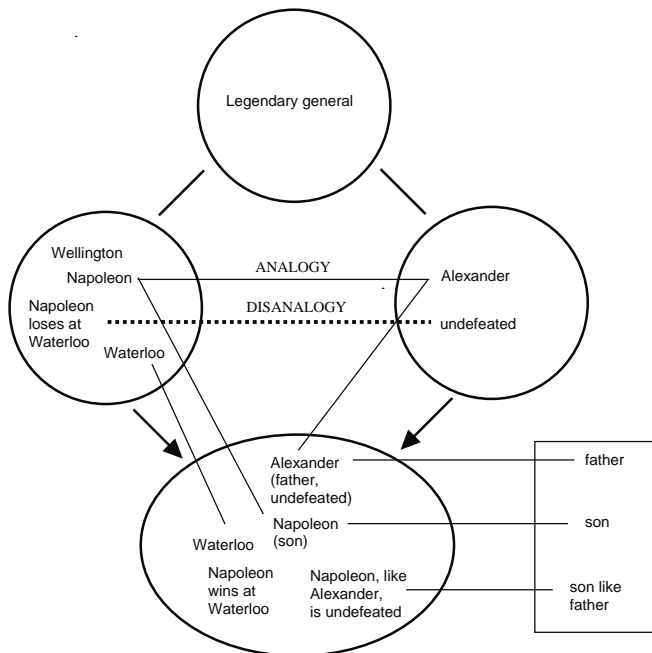 Legendary general
Wellington
Napoleon
ANALOGY
Alexander
Napoleon
loses at
Waterloo
DISANALOGY
undefeated
Waterloo
Alexander
(father,
undefeated)
father
Napoleon
(son)
son
Waterloo
Napoleon
wins at
Waterloo
Napoleon, like
Alexander,
is undefeated
son like
father